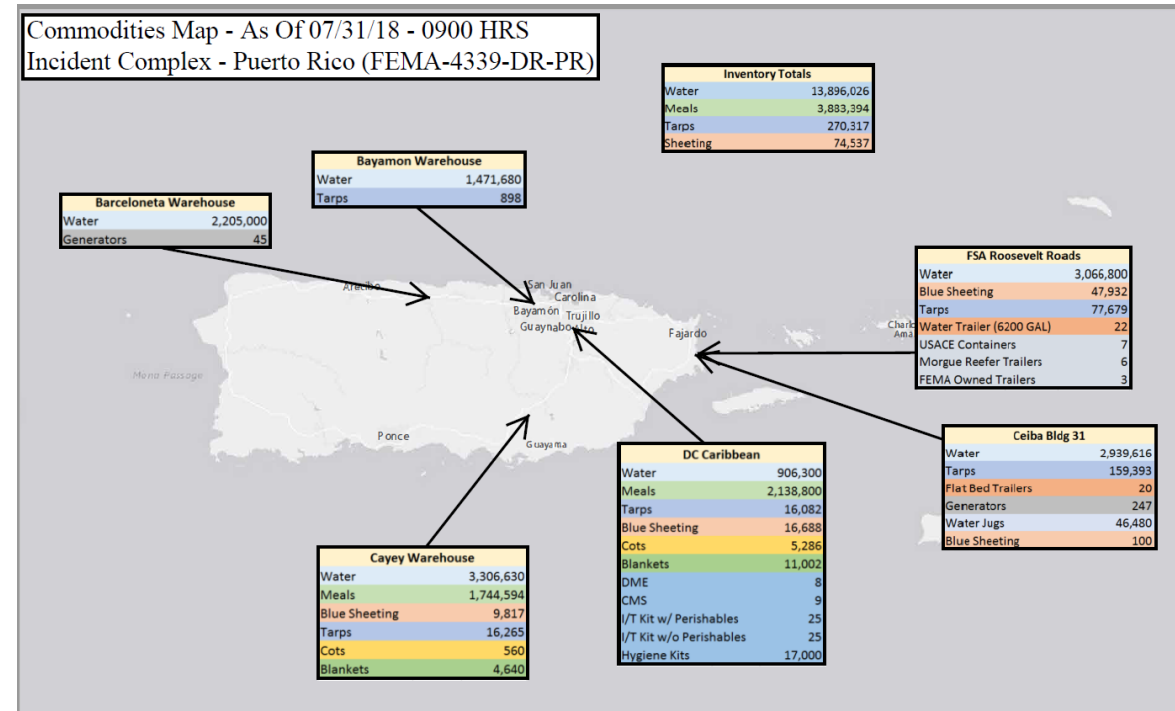 Commodities Map - As Of 07/31/18 - 0900 HRS
Incident Complex - Puerto Rico (FEMA-4339-DR-PR)
Inventory Totals
Water 13,896,026
Meals 3,883,394
Tarps 270,317
Sheeting 74,537
Bayamon Warehouse
Water 1,471,680
Tarps 898
Barceloneta Warehouse
Water 2,205,000
Generators 45
FSA Roosevelt Roads
Water 3,066,800
Blue Sheeting 47,932
Tarps 77,679
Water Trailer (6200 GAL) 22
USACE Containers 7
Morgue Reefer Trailers 6
FEMA Owned Trailers 3
Arecibo
San Juan
Carolina
Bayamón
Trujillo
Guaynabo Alto
Fajardo
Mona Passage
Ponce
Guayama
Ceiba Bldg 31
Water 2,939,616
Tarps 159,393
Flat Bed Trailers 20
Generators 247
Water Jugs 46,480
Blue Sheeting 100
DC Caribbean
Water 906,300
Meals 2,138,800
Tarps 16,082
Blue Sheeting 16,688
Cots 5,286
Blankets 11,002
DME 8
CMS 9
I/T Kit w/ Perishables 25
I/T Kit w/o Perishables 25
Hygiene Kits 17,000
Cayey Warehouse
Water 3,306,630
Meals 1,744,594
Blue Sheeting 9,817
Tarps 16,265
Cots 560
Blankets 4,640